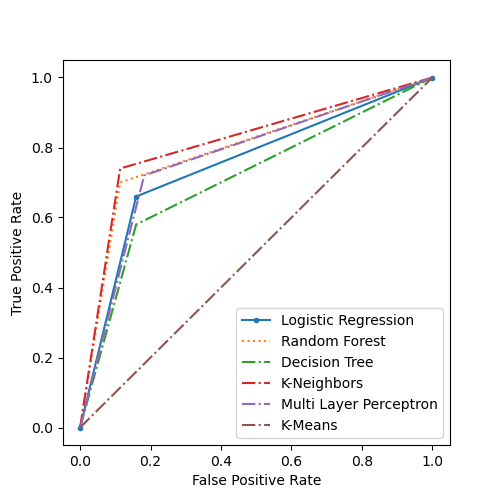 1.0
0.8
0.6
0.4
0.2
0.0
True Positive Rate
Logistic Regression
Random Forest
Decision Tree
K-Neighbors
Multi Layer Perceptron
K-Means
0.0 0.2 0.4 0.6 0.8 1.0
False Positive Rate